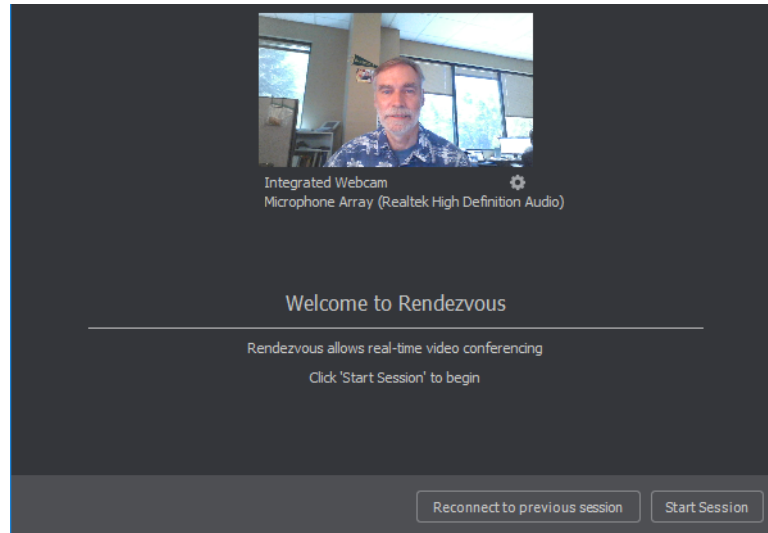 Integrated Webcam
Microphone Array (Realtek High Definition Audio)
Welcome to Rendezvous
Rendezvous allows real-time video conferencing
Click 'Start Session' to begin
Reconnect to previous session
Start Session